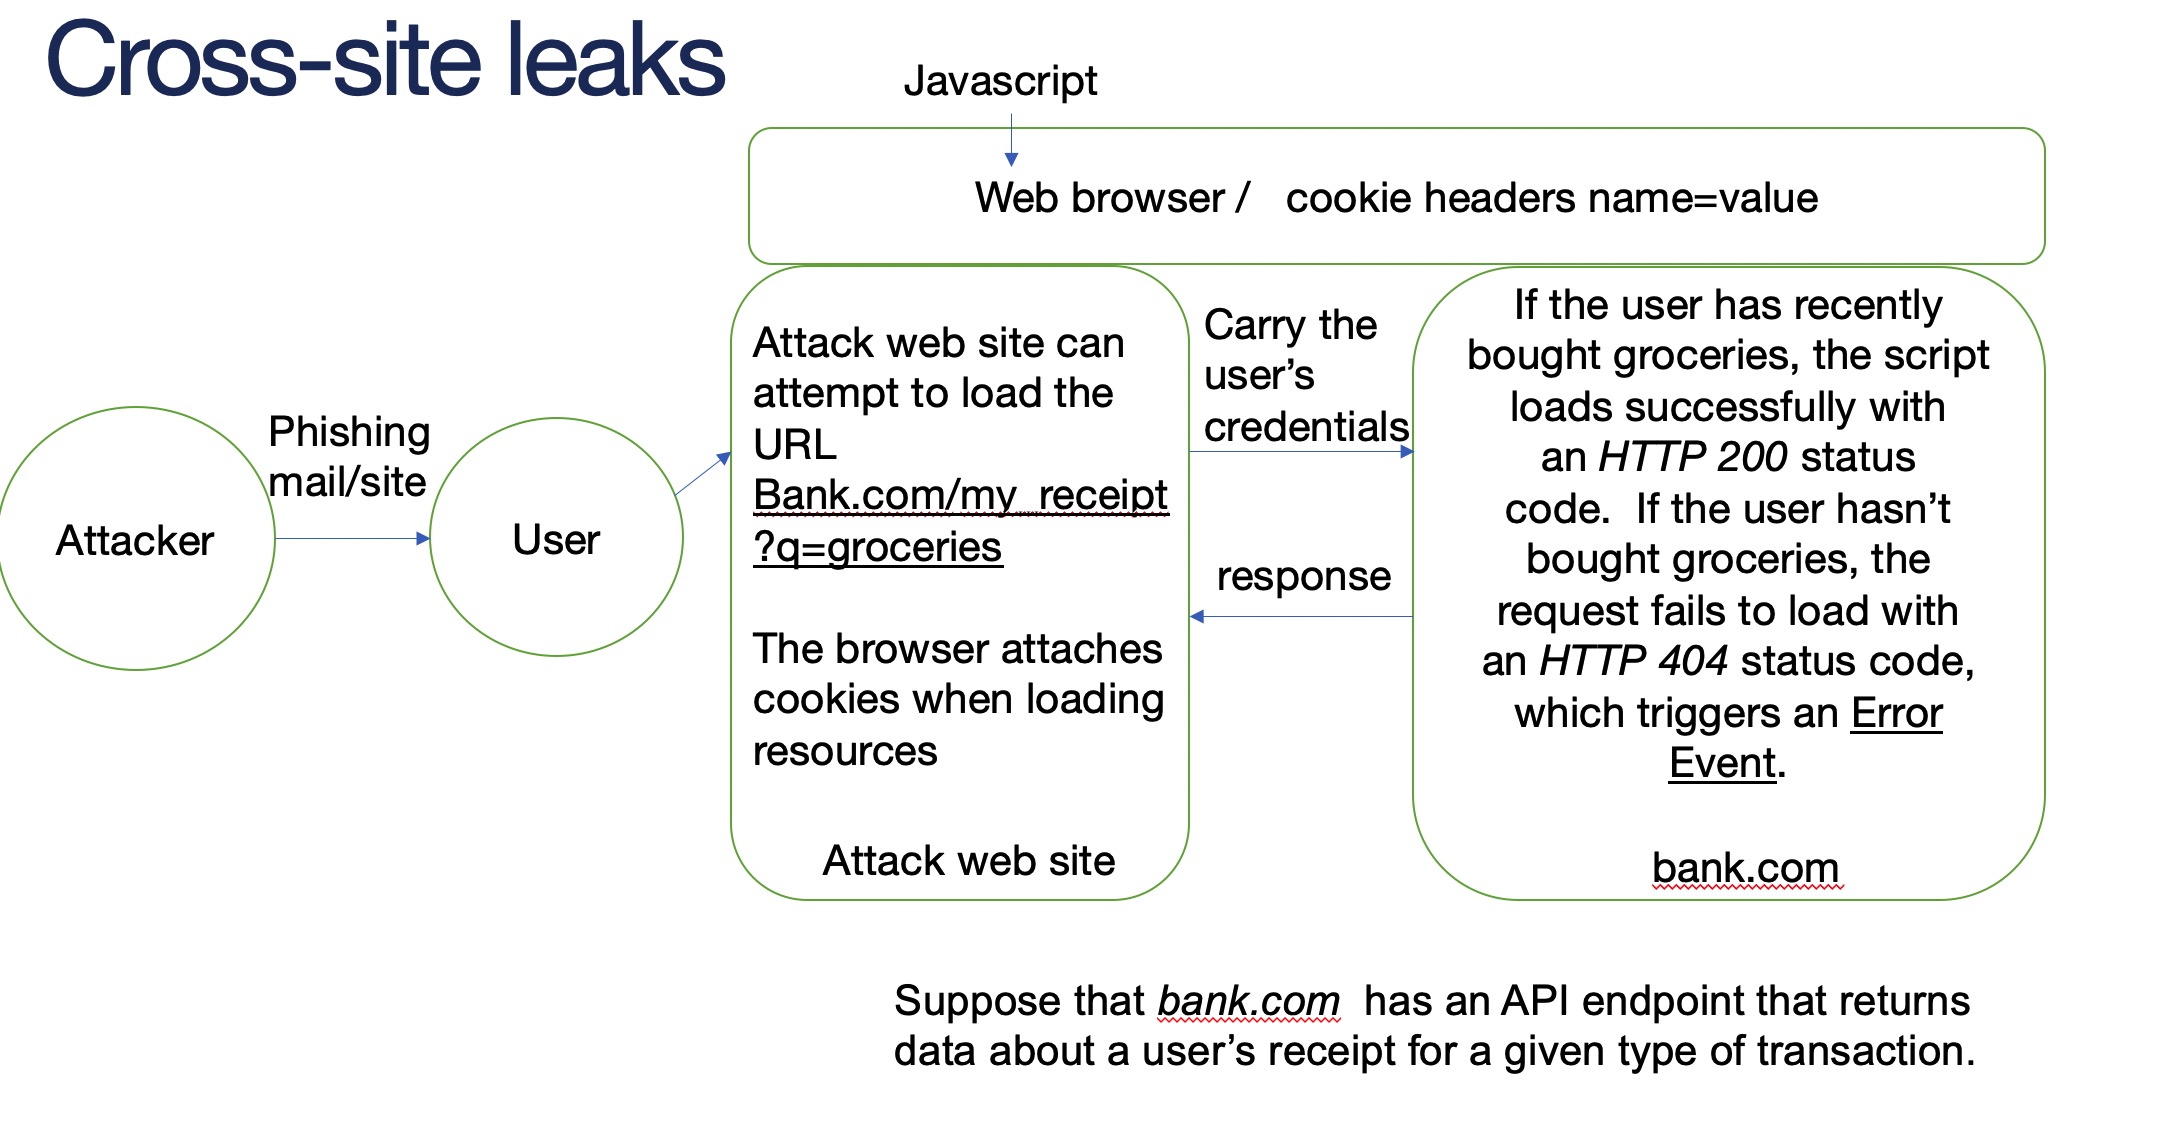 Cross-site leaks
Javascript
Web browser / cookie headers name=value
Attacker
Phishing
mail/site
User
Attack web site can
attempt to load the
URL
Bank.com/my_receipt
?q=groceries
The browser attaches
cookies when loading
resources
Attack web site
Carry the
user’s
credentials
response
If the user has recently
bought groceries, the script
loads successfully with
an HTTP 200 status
code. If the user hasn’t
bought groceries, the
request fails to load with
an HTTP 404 status code,
which triggers an Error
Event.
bank.com
Suppose that bank.com has an API endpoint that returns
data about a user’s receipt for a given type of transaction.